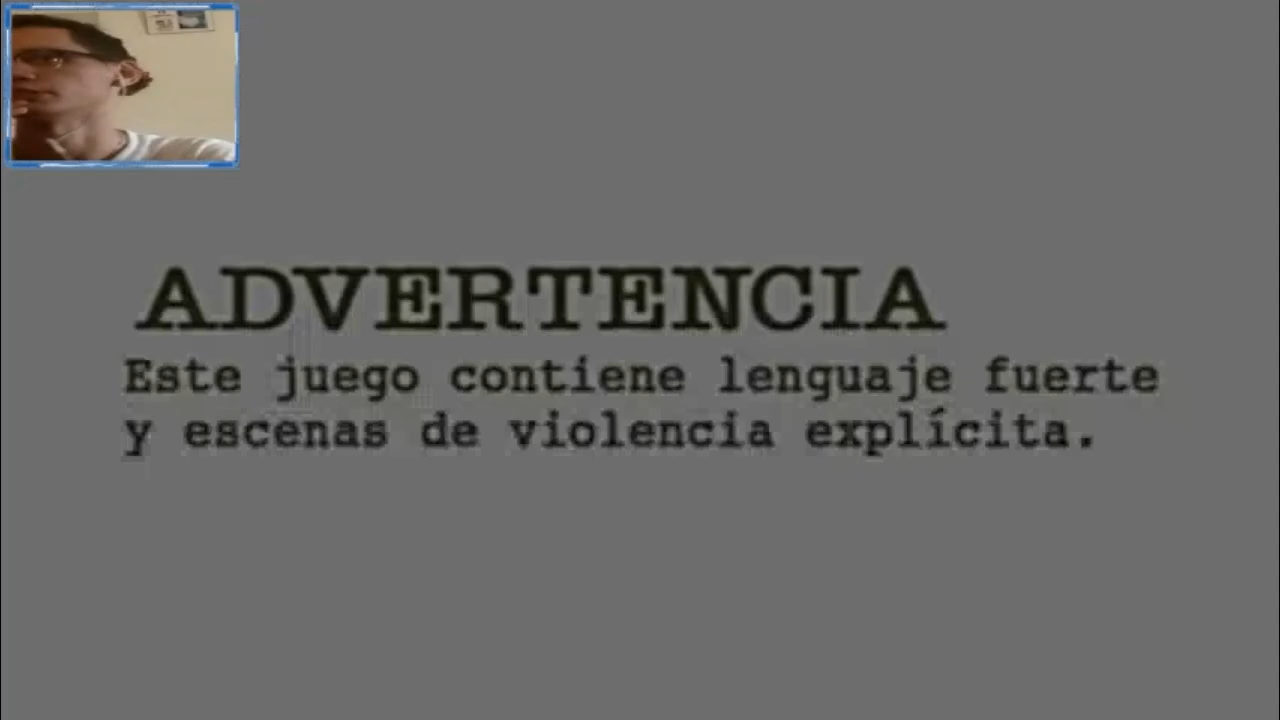 ADVERTENCIA
Este juego contiene lenguaje fuerte
y escenas de violencia explícita.